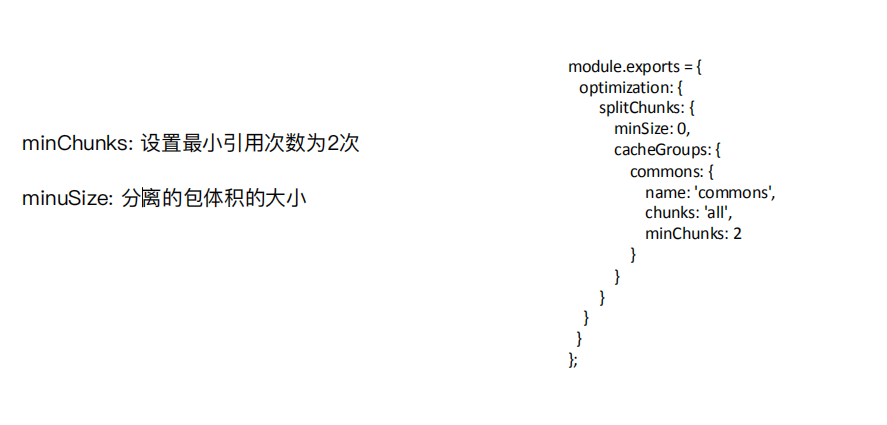 minChunks: 设置最小引用次数为2次
minuSize: 分离的包体积的大小
module.exports = {
optimization: {
splitChunks: {
minSize: 0,
cacheGroups: {
commons: {
name: 'commons',
chunks: 'all',
minChunks: 2
}
}
}
}
}
};